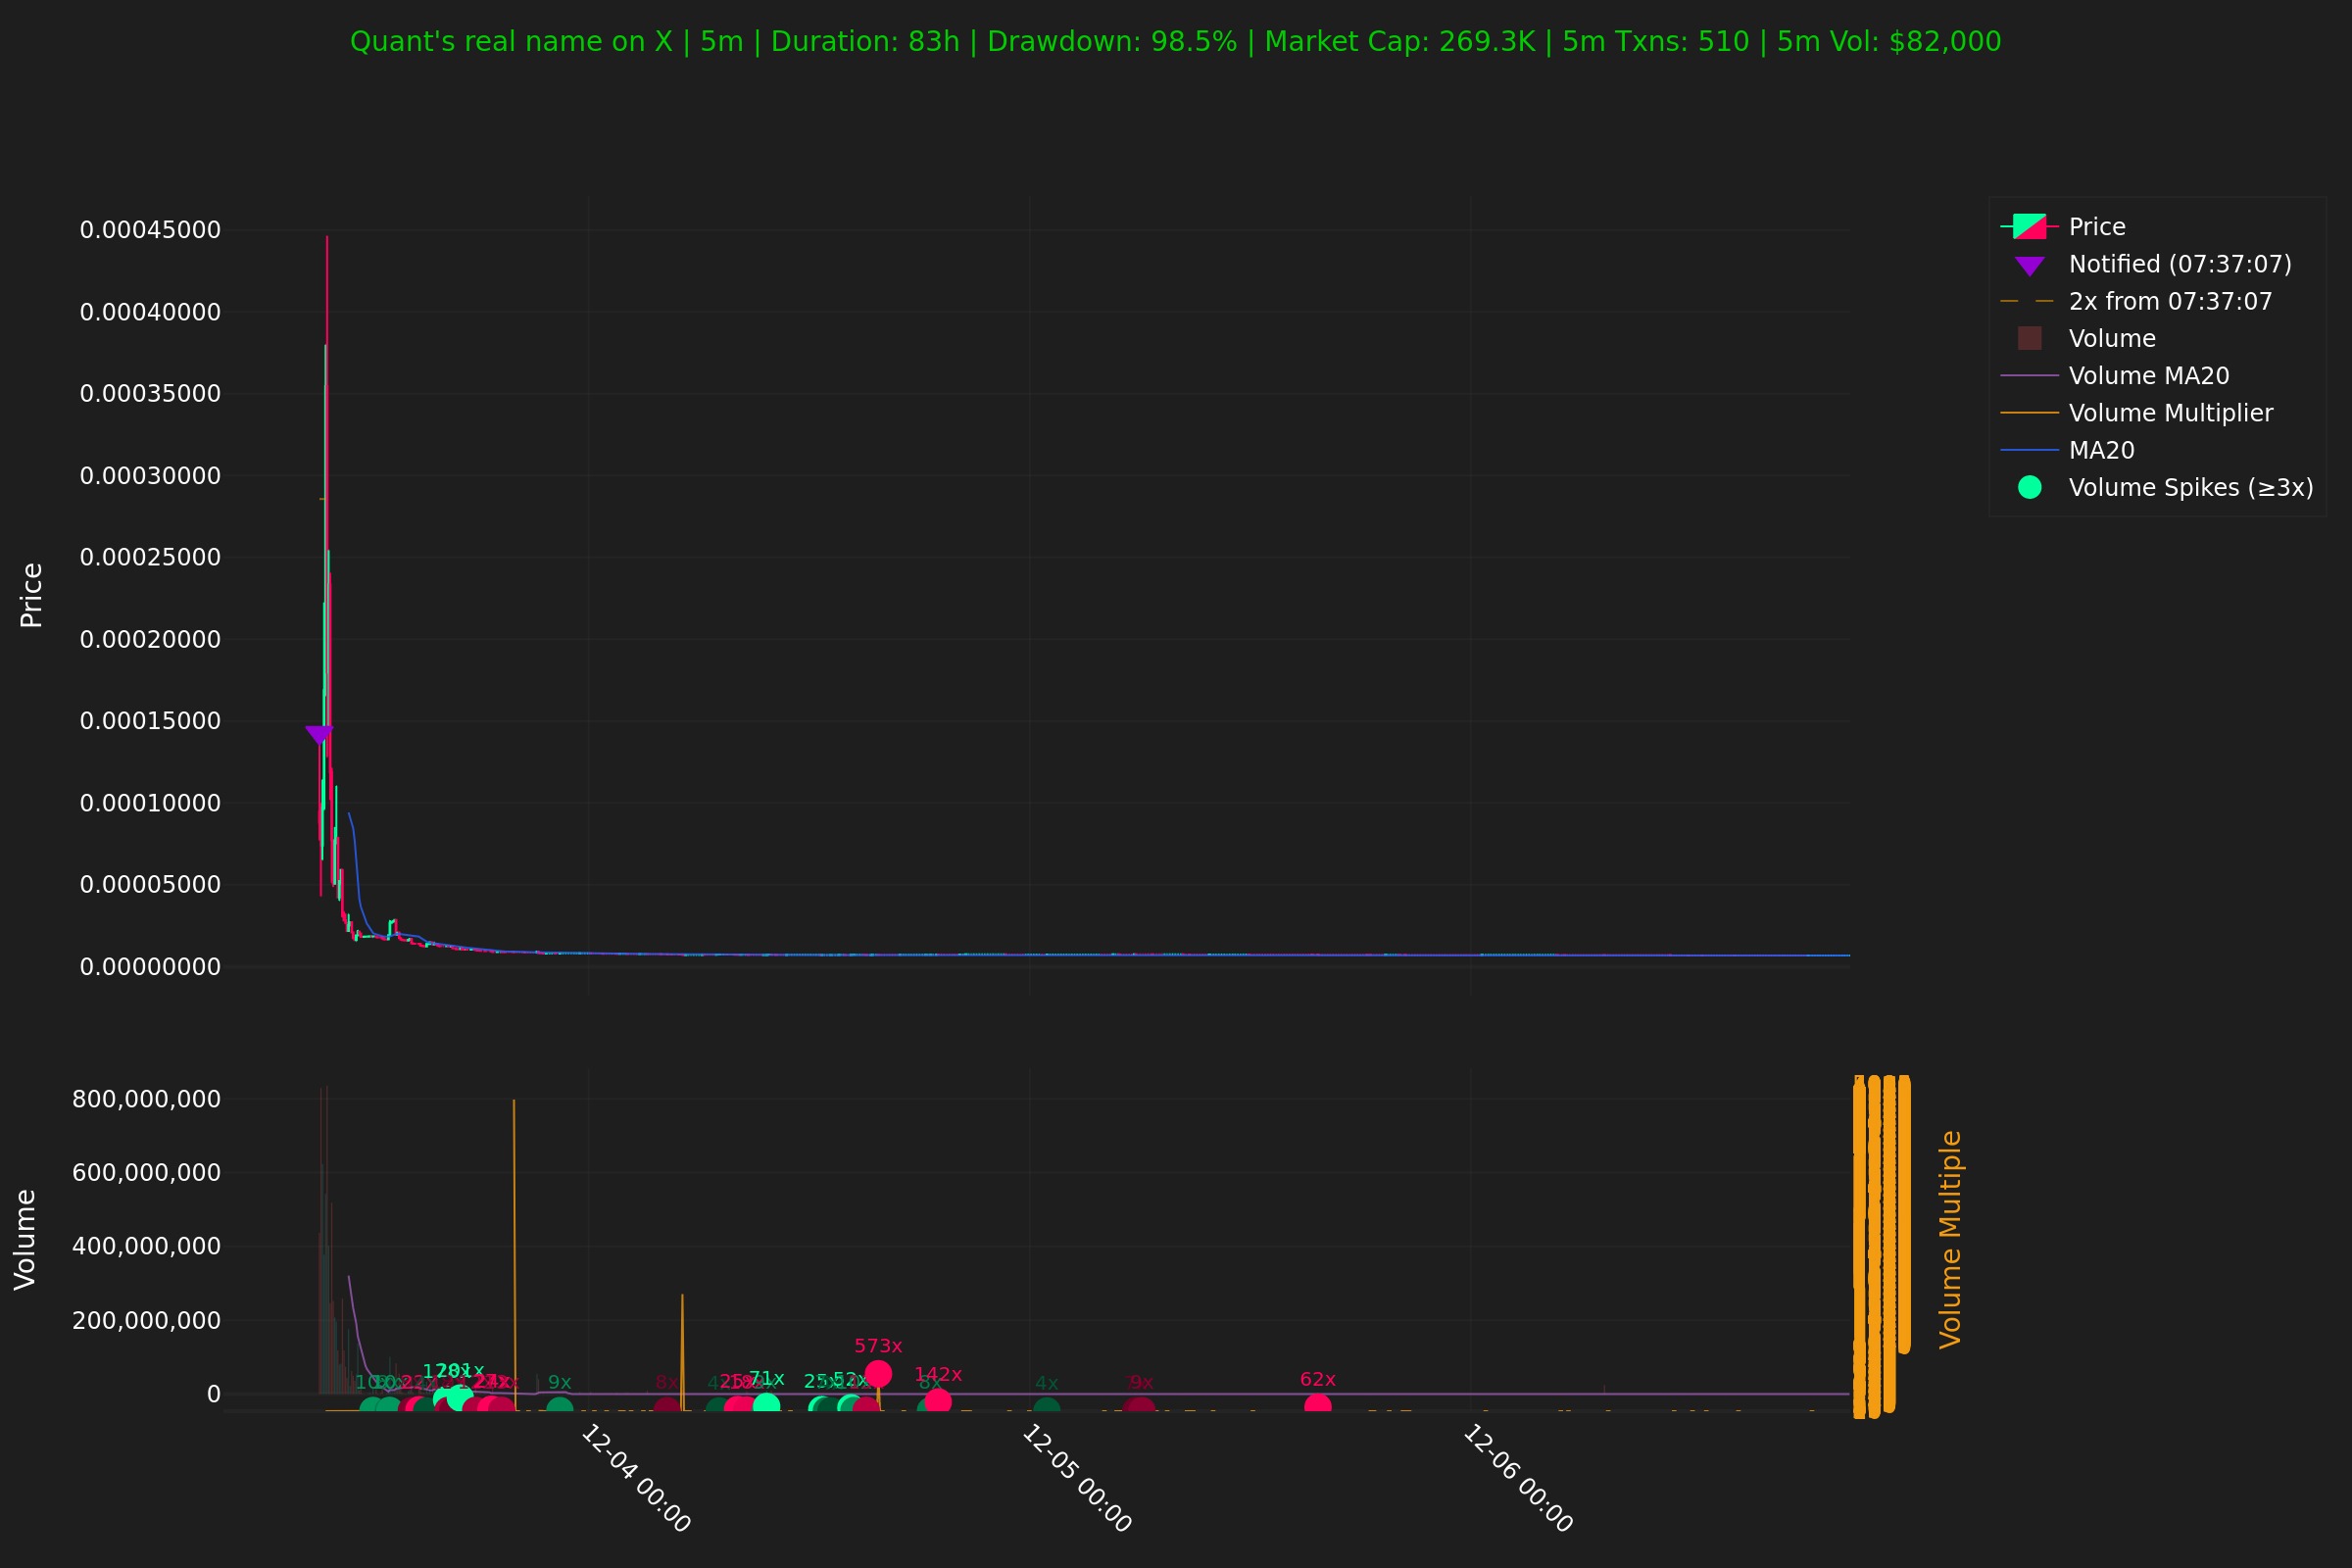 Quant's real name on X | 5m | Duration: 83h | Drawdown: 98.5% | Market Cap: 269.3K | 5m Txns: 510 | 5m Vol: $82,000
Price
0.00045000
0.00040000
0.00035000
0.00030000
0.00025000
0.00020000
0.00015000
0.00010000
0.00005000
0.00000000
Price
Notified (07:37:07)
2x from 07:37:07
Volume
Volume MA20
Volume Multiplier
MA20
Volume Spikes (≥3x)
Volume
800,000,000
600,000,000
400,000,000
200,000,000
0
9x
8x
71x
573x
142x
8x
4x
9x
62x
Volume Multiple
12-04 00:00
12-05 00:00
12-06 00:00